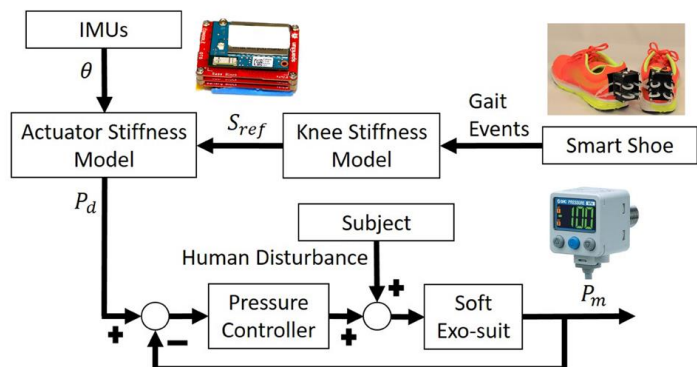 IMUs
θ
Actuator Stiffness
Model
S_ref
Knee Stiffness
Model
Gait
Events
Smart Shoe
P_d
Subject
Human Disturbance
100
P_m
+
−
Pressure
Controller
+
+
Soft
Exo-suit